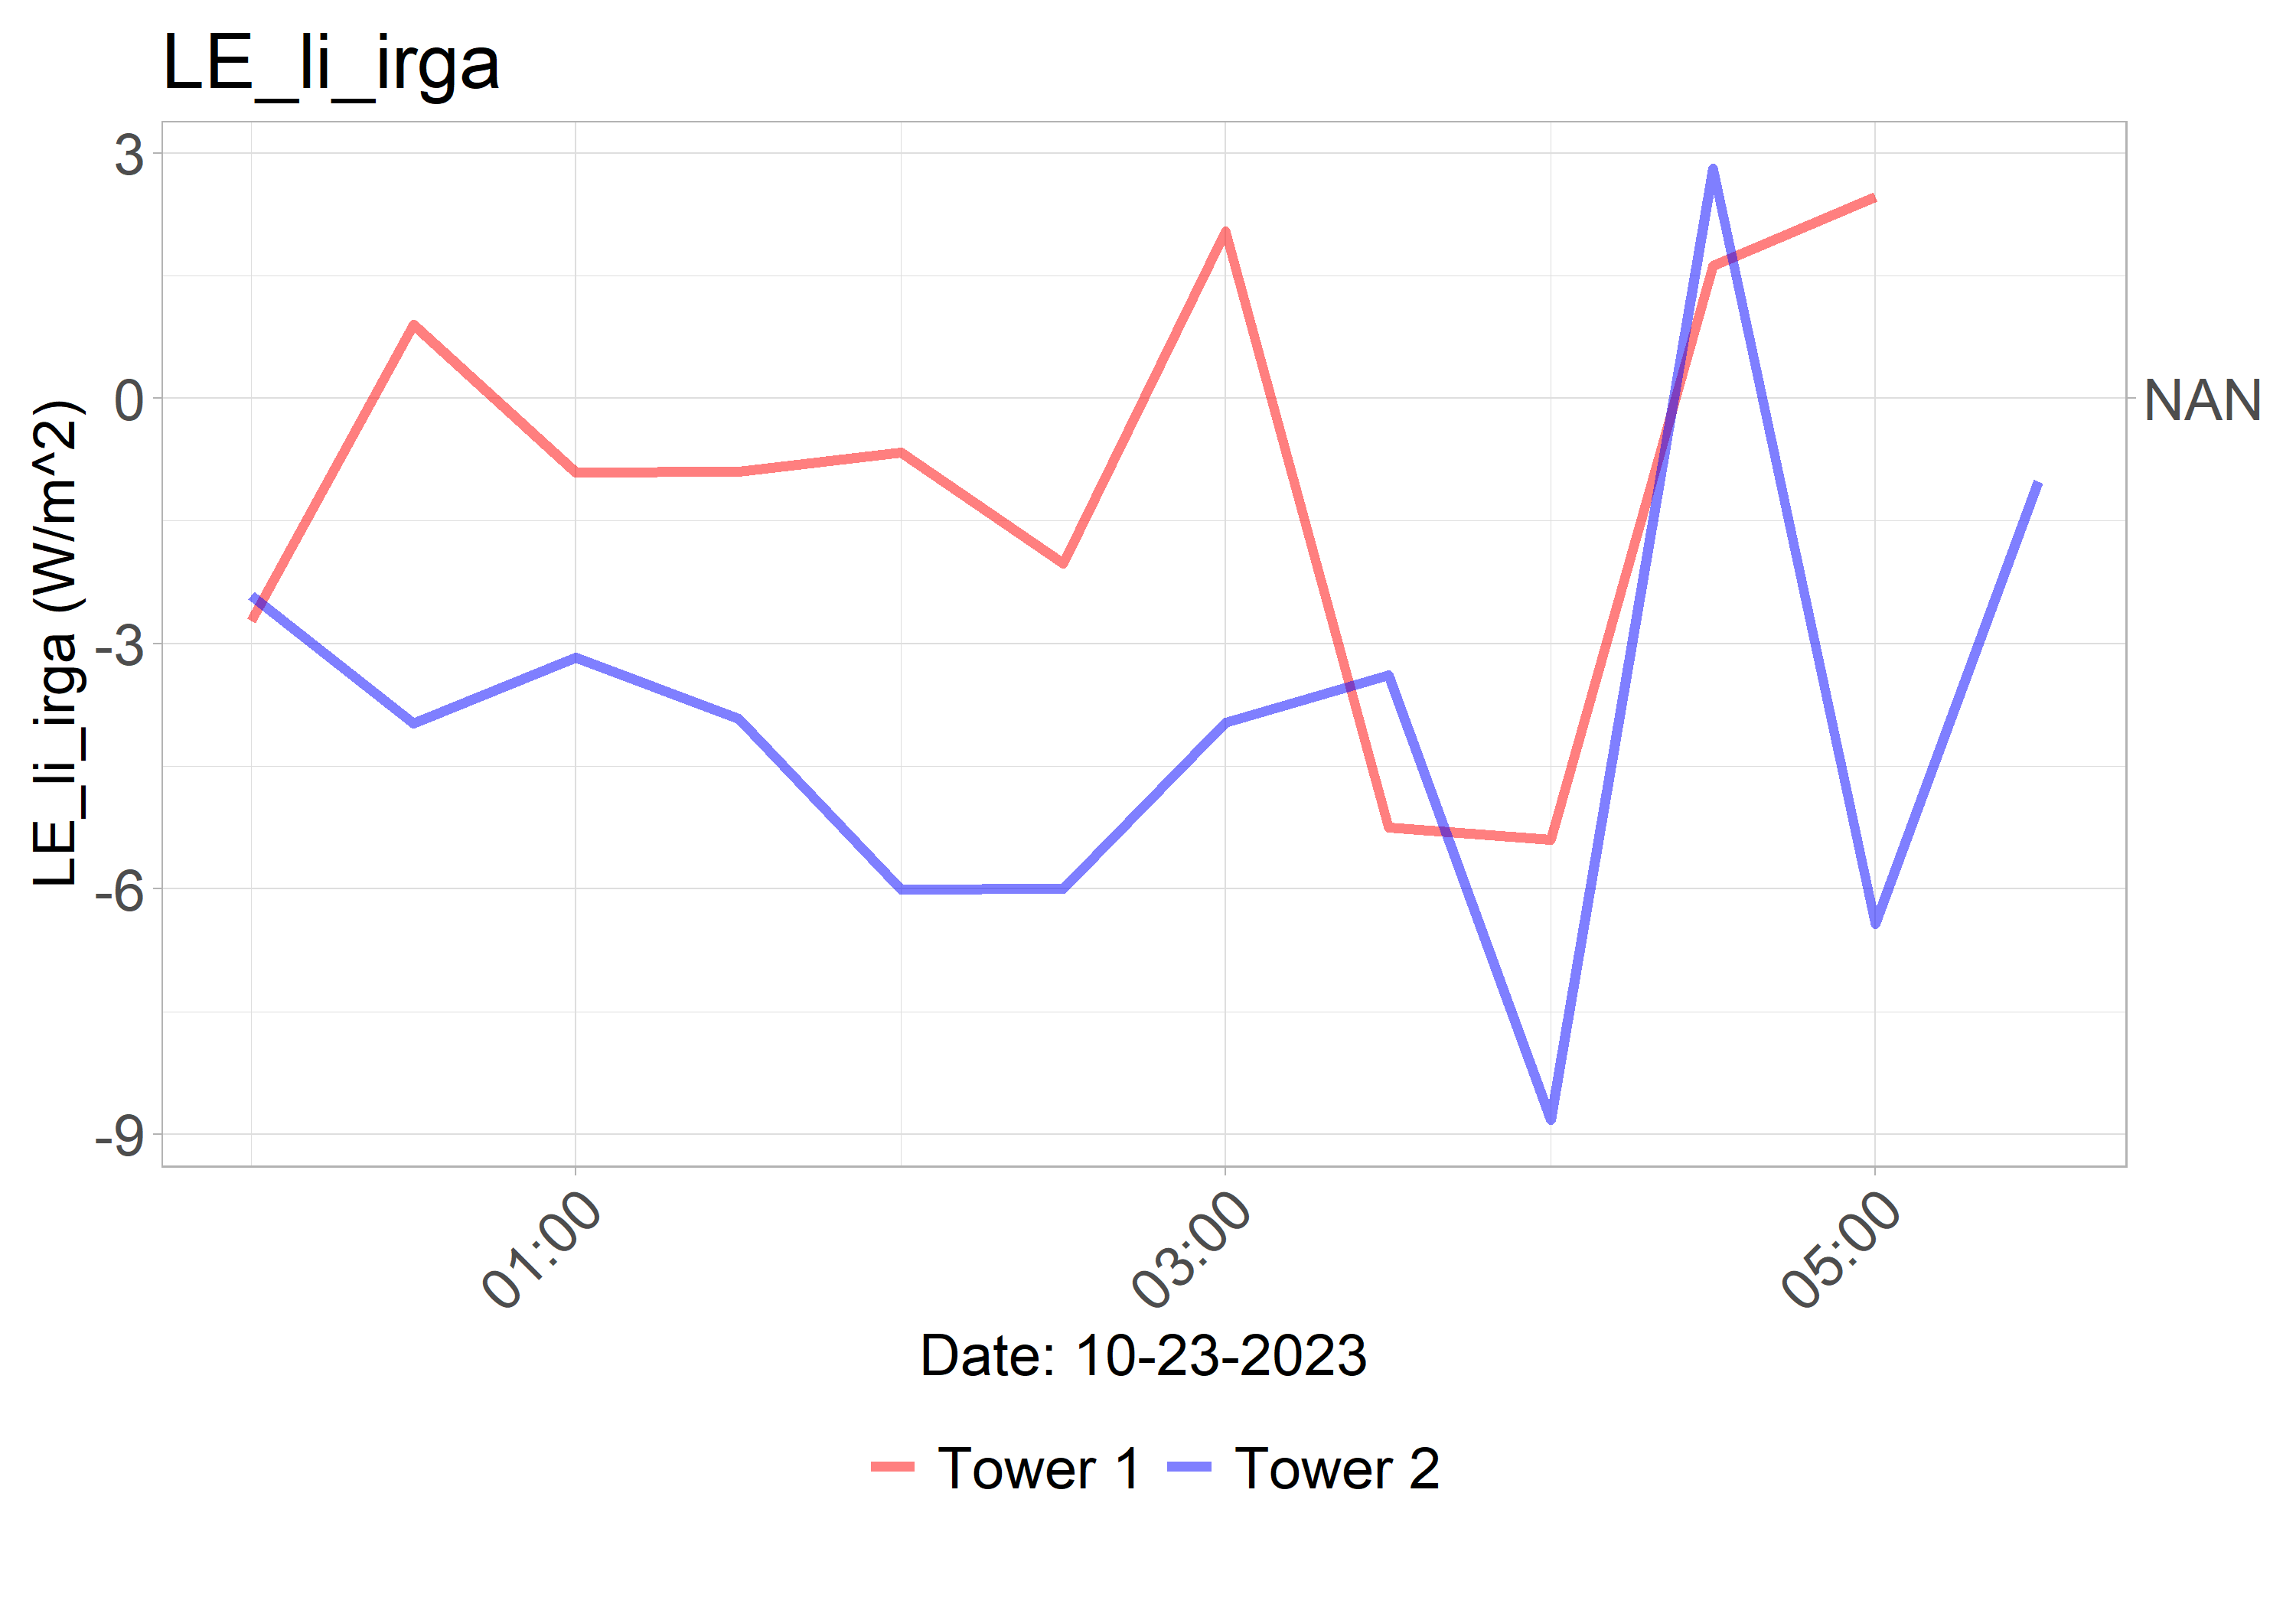 LE_li_irga
LE_li_irga (W/m^2)
3
0
-3
-6
-9
NAN
01:00
03:00
05:00
Date: 10-23-2023
Tower 1
Tower 2